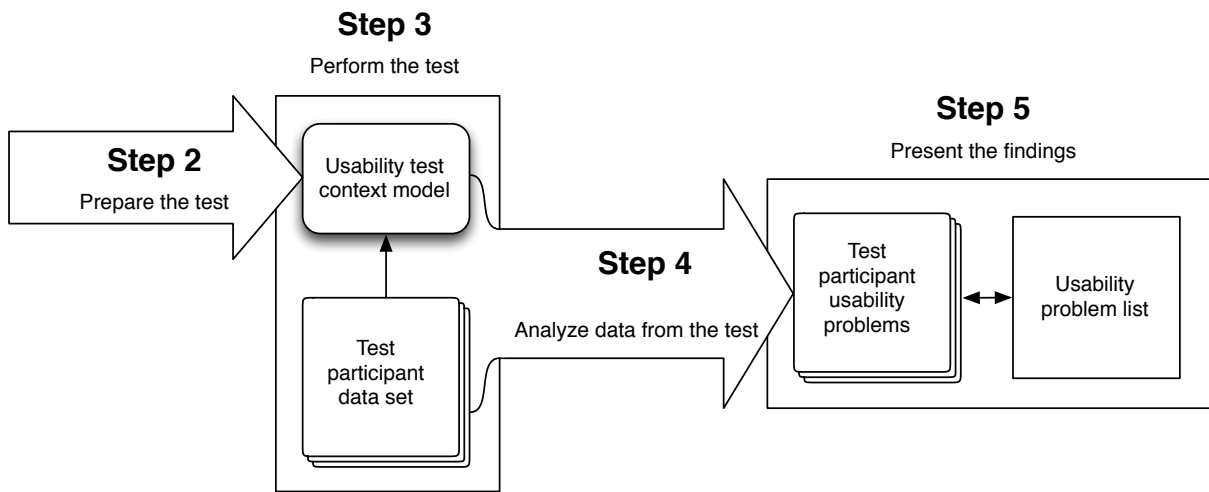 Step 3
Perform the test
Step 2
Prepare the test
Usability test
context model
Test
participant
data set
Step 4
Analyze data from the test
Step 5
Present the findings
Test
participant
usability
problems
Usability
problem list